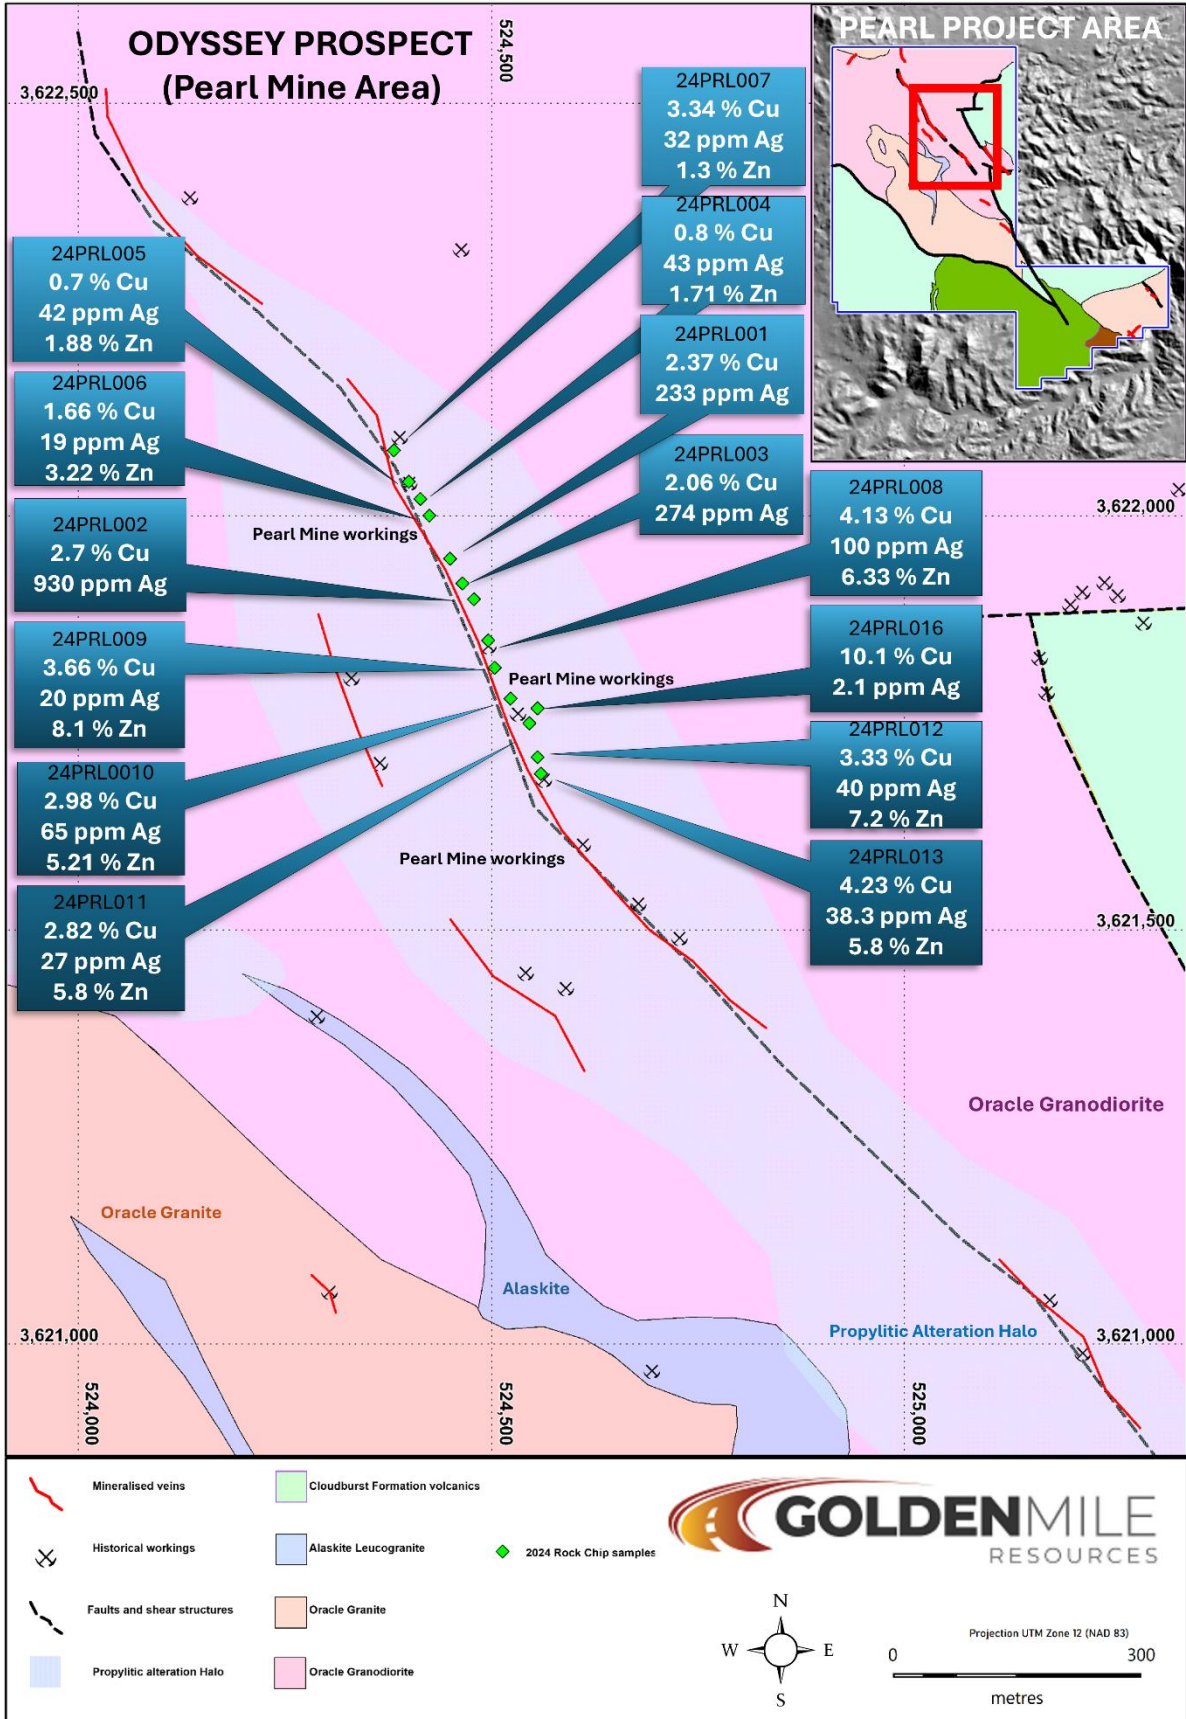 ODYSSEY PROSPECT
(Pearl Mine Area)
PEARL PROJECT AREA
524,500
3,622,500
24PRL007
3.34 % Cu
32 ppm Ag
1.3 % Zn
24PRL004
0.8 % Cu
43 ppm Ag
1.71 % Zn
24PRL005
0.7 % Cu
42 ppm Ag
1.88 % Zn
24PRL001
2.37 % Cu
233 ppm Ag
24PRL006
1.66 % Cu
19 ppm Ag
3.22 % Zn
24PRL003
2.06 % Cu
274 ppm Ag
24PRL008
4.13 % Cu
100 ppm Ag
6.33 % Zn
3,622,000
Pearl Mine workings
24PRL002
2.7 % Cu
930 ppm Ag
24PRL016
10.1 % Cu
2.1 ppm Ag
24PRL009
3.66 % Cu
20 ppm Ag
8.1 % Zn
Pearl Mine workings
24PRL012
3.33 % Cu
40 ppm Ag
7.2 % Zn
24PRL0010
2.98 % Cu
65 ppm Ag
5.21 % Zn
Pearl Mine workings
24PRL013
4.23 % Cu
38.3 ppm Ag
5.8 % Zn
24PRL011
2.82 % Cu
27 ppm Ag
5.8 % Zn
3,621,500
Oracle Granodiorite
Oracle Granite
Alaskite
Propylitic Alteration Halo
3,621,000
3,621,000
524,000
524,500
525,000
Mineralised veins
Cloudburst Formation volcanics
Historical workings
Alaskite Leucogranite
2024 Rock Chip samples
Faults and shear structures
Oracle Granite
Propylitic alteration Halo
Oracle Granodiorite
GOLDENMILE
RESOURCES
N
W
E
S
Projection UTM Zone 12 (NAD 83)
0
300
metres